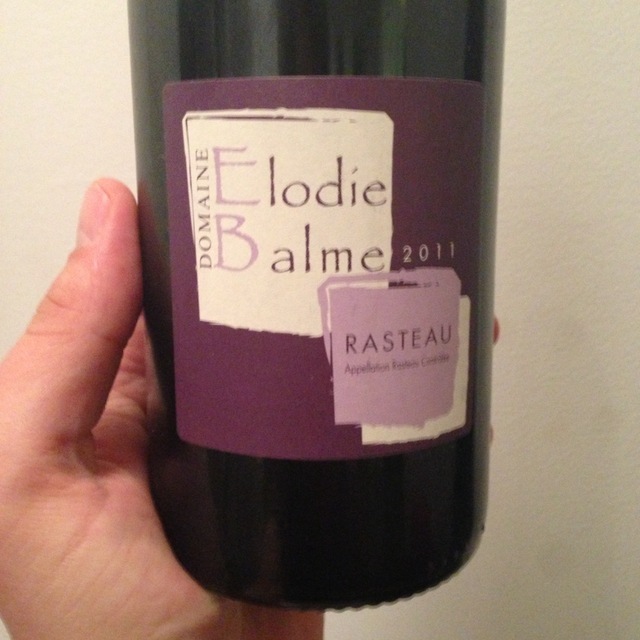 DOMAINE
Elodie
Balme
2011
RASTEAU
Appellation Rasteau Contrôlée